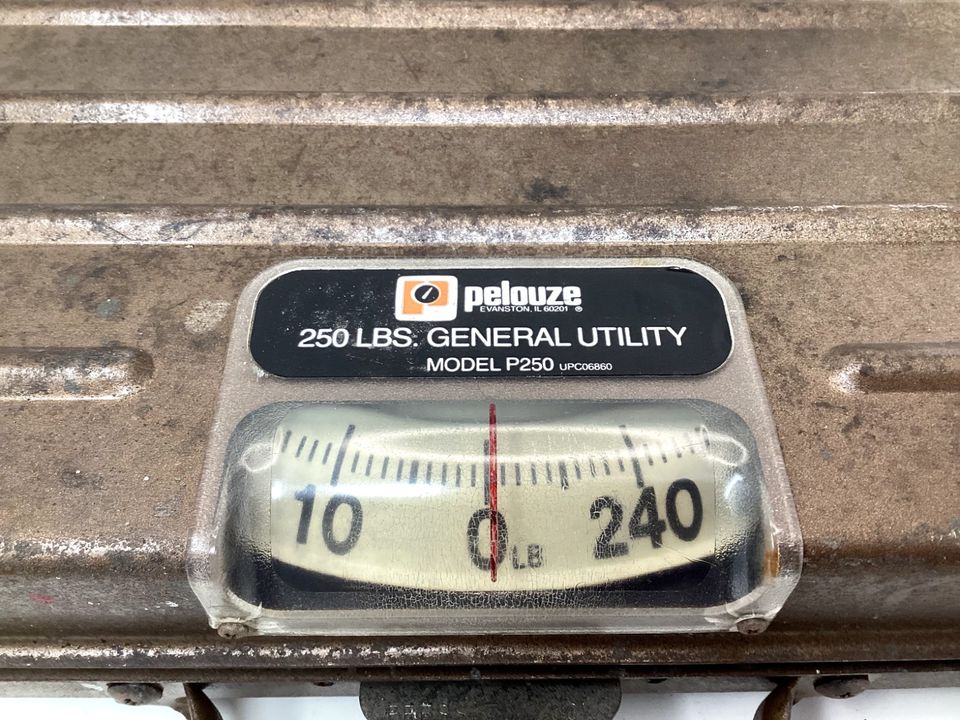 pelouze
EVANSTON, IL 60201 ®
250 LBS. GENERAL UTILITY
MODEL P250 UPC06860
10 0 LB 240